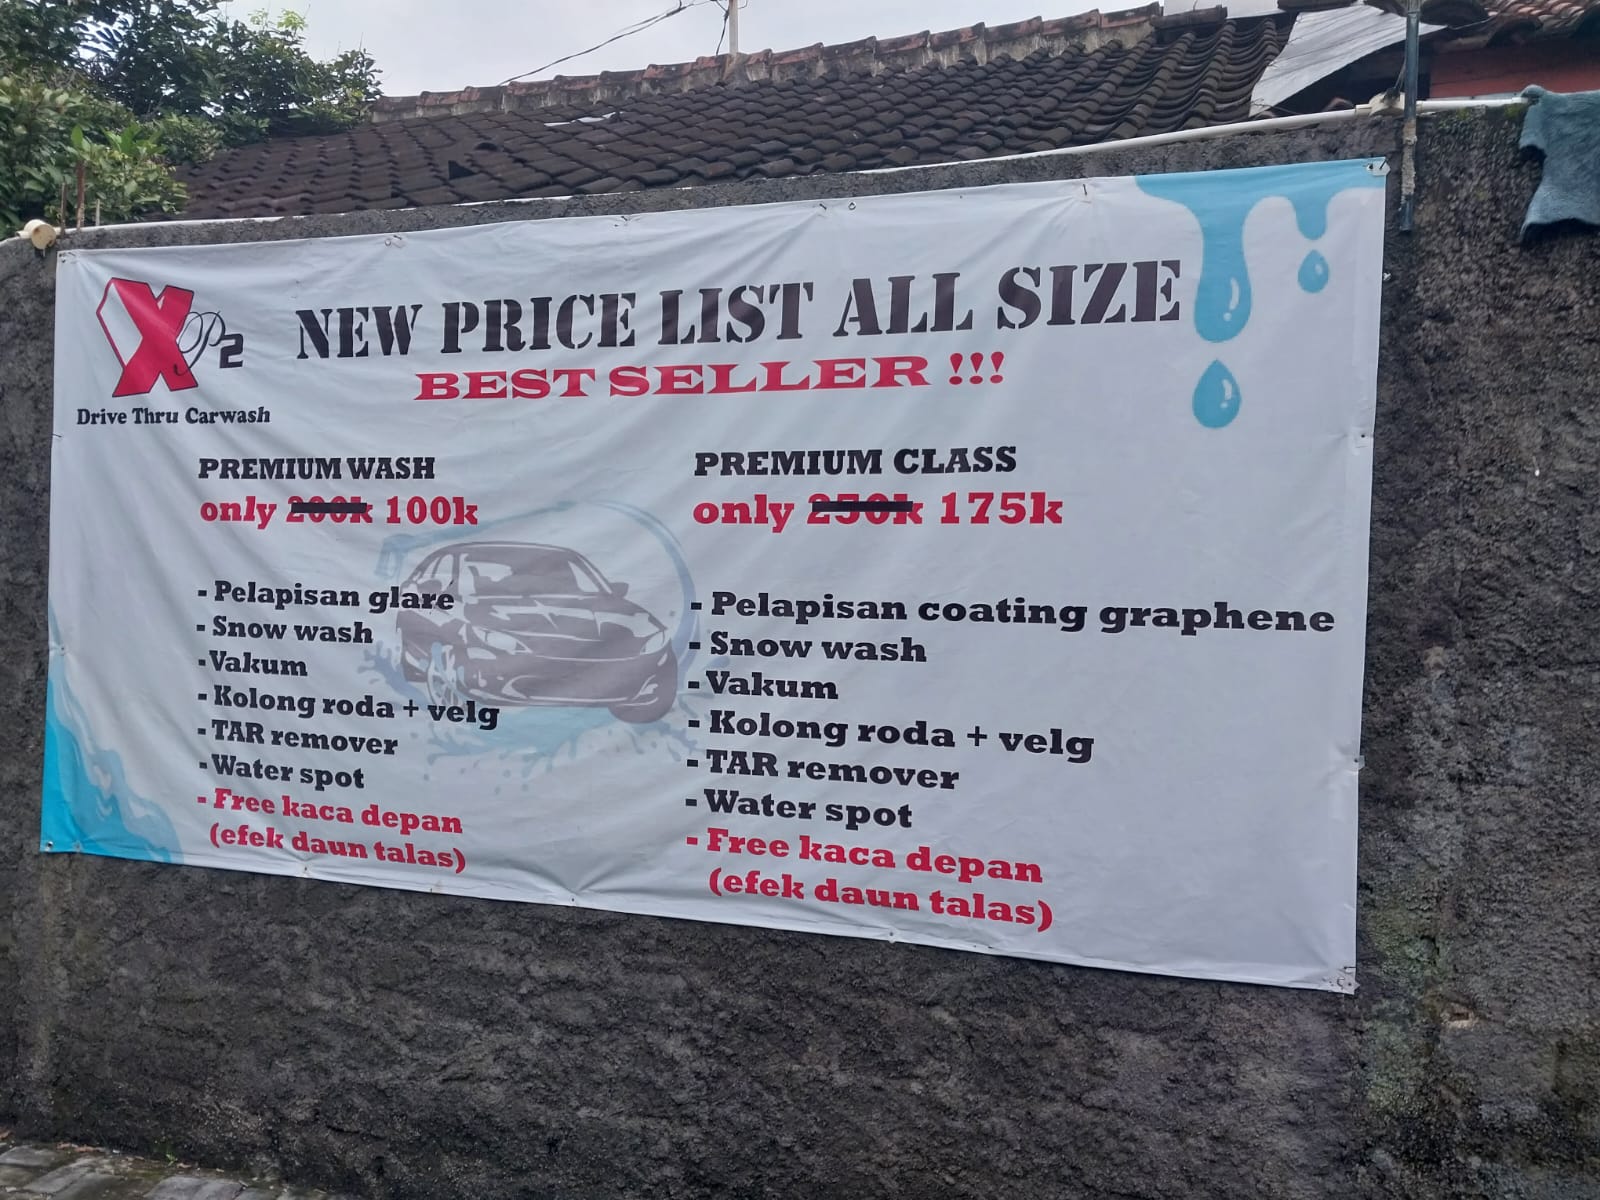 XP2
Drive Thru Carwash
NEW PRICE LIST ALL SIZE
BEST SELLER !!!
PREMIUM WASH
only 200k 100k
- Pelapisan glare
- Snow wash
- Vakum
- Kolong roda + velg
- TAR remover
- Water spot
- Free kaca depan
(efek daun talas)
PREMIUM CLASS
only 250k 175k
- Pelapisan coating graphene
- Snow wash
- Vakum
- Kolong roda + velg
- TAR remover
- Water spot
- Free kaca depan
(efek daun talas)